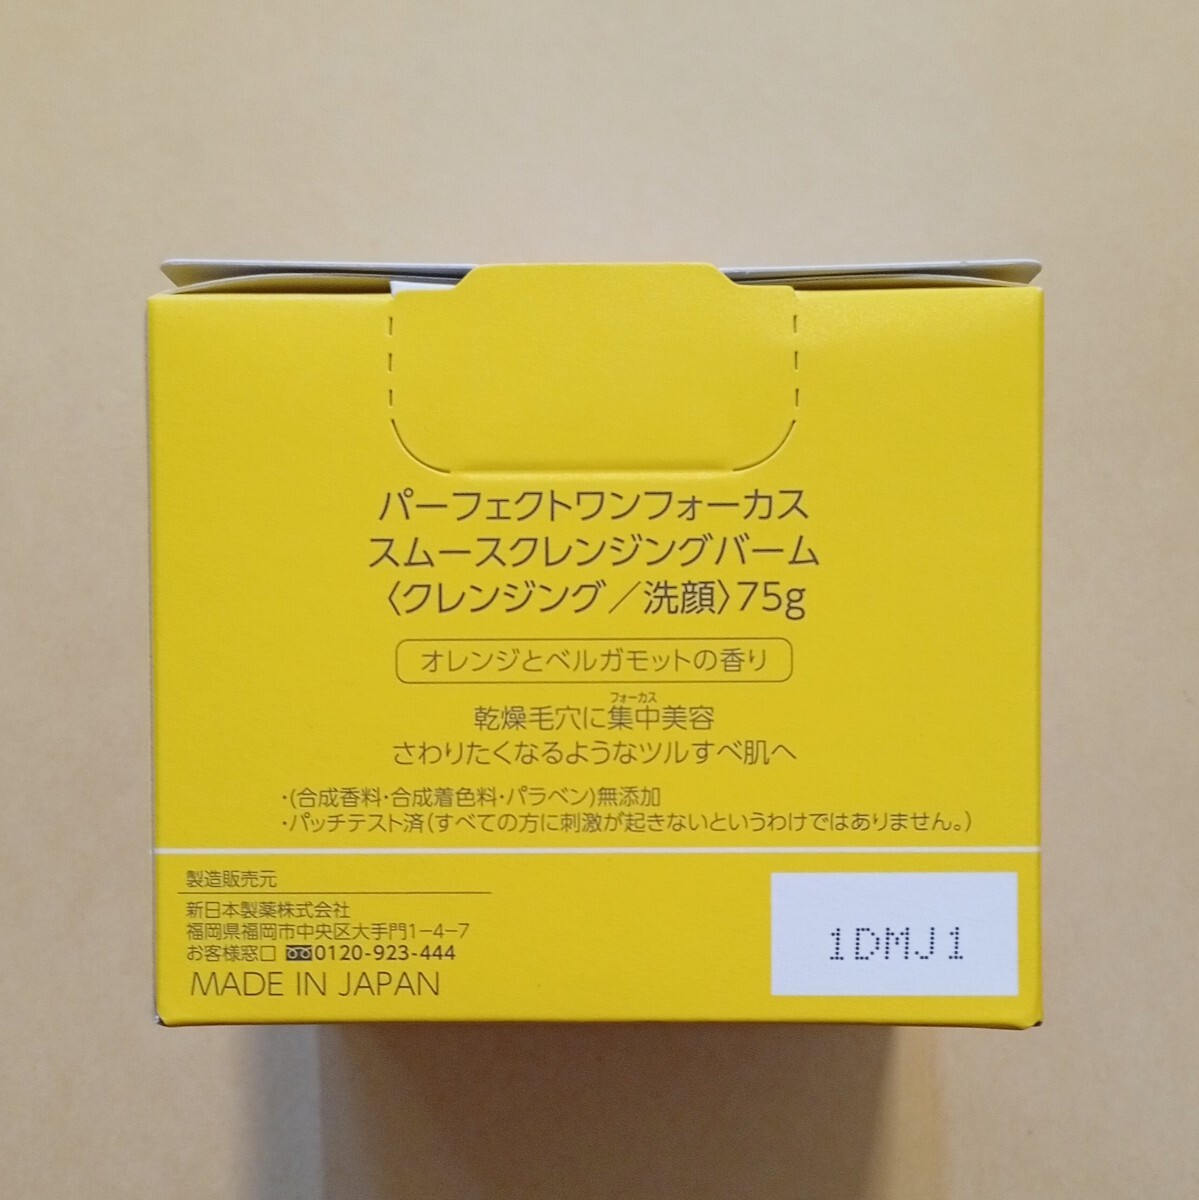 パーフェクトワンフォーカス
スムースクレンジングバーム
〈クレンジング／洗顔〉75g
オレンジとベルガモットの香り
フォーカス
乾燥毛穴に集中美容
さわりたくなるようなツルすべ肌へ
・(合成香料・合成着色料・パラベン)無添加
・パッチテスト済(すべての方に刺激が起きないというわけではありません。)
製造販売元
新日本製薬株式会社
福岡県福岡市中央区大手門1-4-7
お客様窓口 0120-923-444
MADE IN JAPAN
1DMJ1